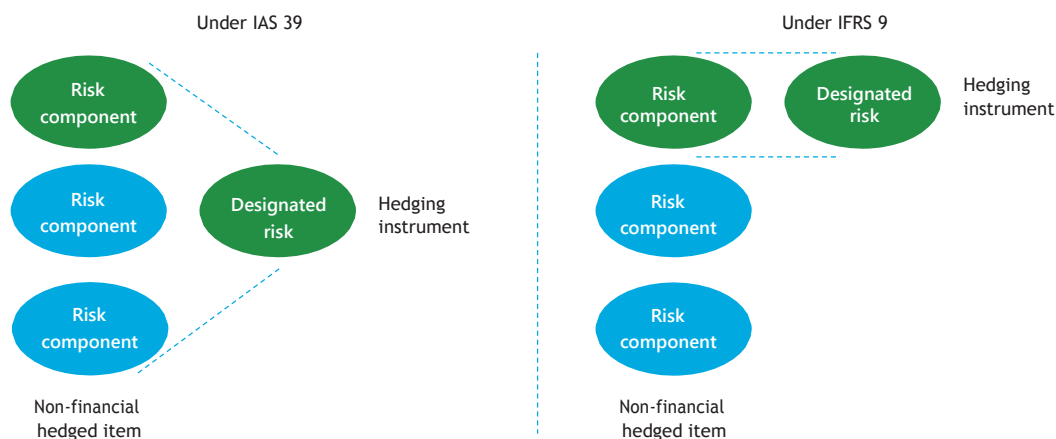 Under IAS 39
Risk
component
Risk
component
Risk
component
Designated
risk
Hedging
instrument
Non-financial
hedged item
Under IFRS 9
Risk
component
Designated
risk
Hedging
instrument
Risk
component
Risk
component
Non-financial
hedged item